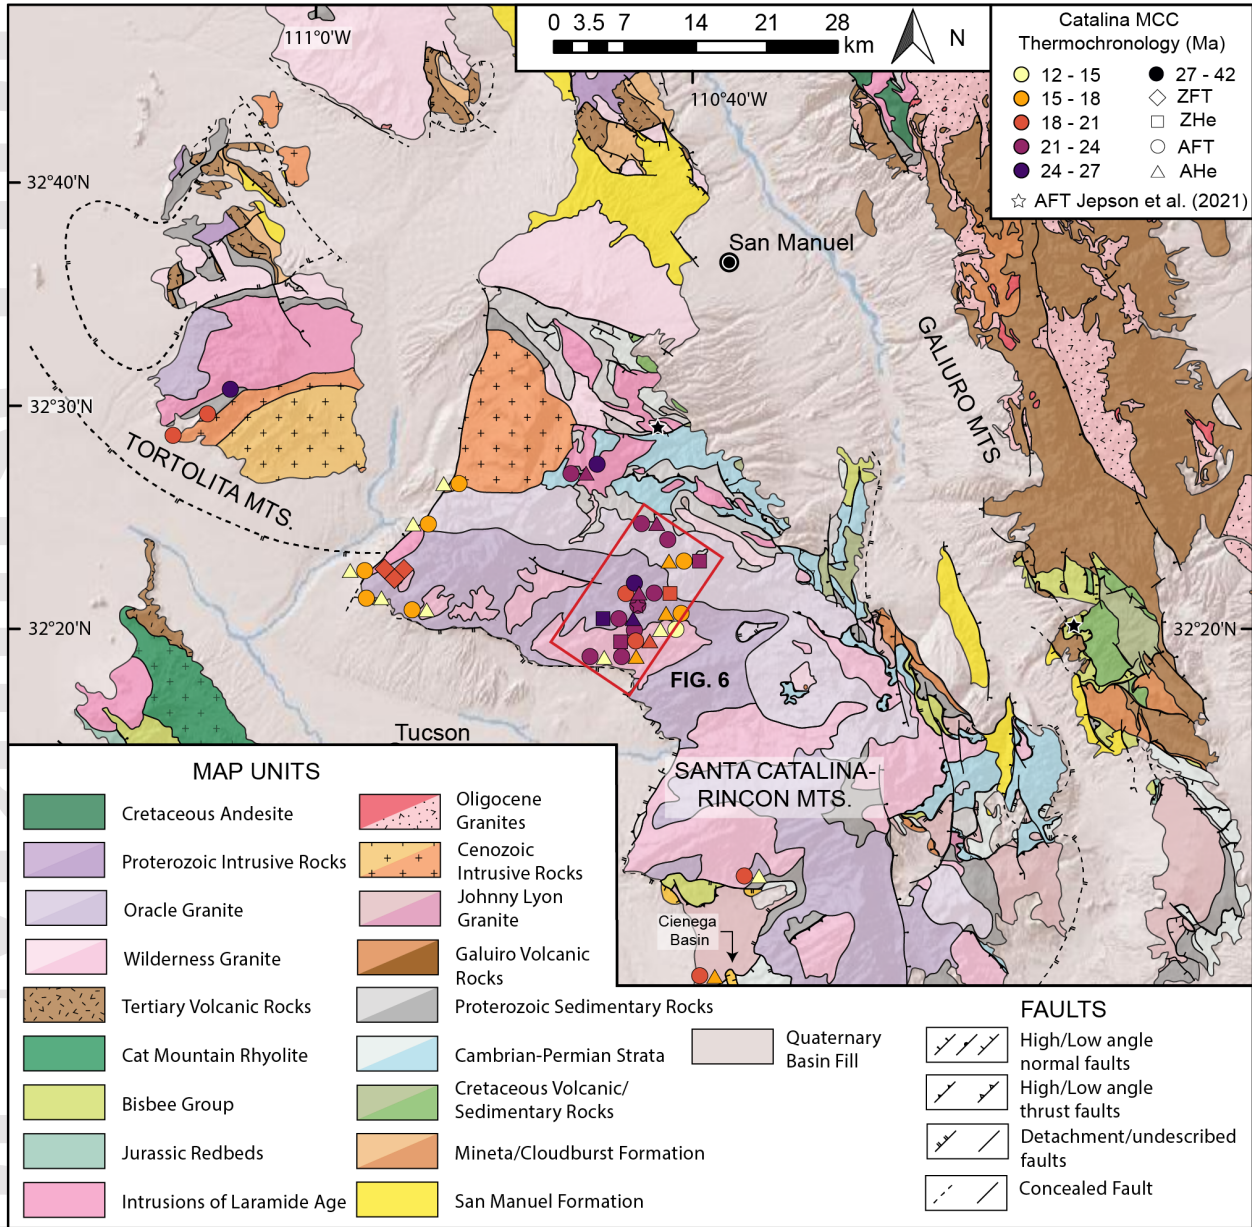 111°0'W
0 3.5 7 14 21 28
km
N
110°40'W
Catalina MCC
Thermochronology (Ma)
12 - 15
15 - 18
18 - 21
21 - 24
24 - 27
27 - 42
ZFT
ZHe
AFT
AHe
AFT Jepson et al. (2021)
32°40'N
San Manuel
GALIURO MTS
32°30'N
TORTOLITA MTS.
32°20'N
32°20'N
FIG. 6
Tucson
SANTA CATALINA-
RINCON MTS.
Cienega
Basin
MAP UNITS
Cretaceous Andesite
Proterozoic Intrusive Rocks
Oracle Granite
Wilderness Granite
Tertiary Volcanic Rocks
Cat Mountain Rhyolite
Bisbee Group
Jurassic Redbeds
Intrusions of Laramide Age
Oligocene
Granites
Cenozoic
Intrusive Rocks
Johnny Lyon
Granite
Galuiro Volcanic
Rocks
Proterozoic Sedimentary Rocks
Cambrian-Permian Strata
Cretaceous Volcanic/
Sedimentary Rocks
Mineta/Cloudburst Formation
San Manuel Formation
Quaternary
Basin Fill
FAULTS
High/Low angle
normal faults
High/Low angle
thrust faults
Detachment/undescribed
faults
Concealed Fault